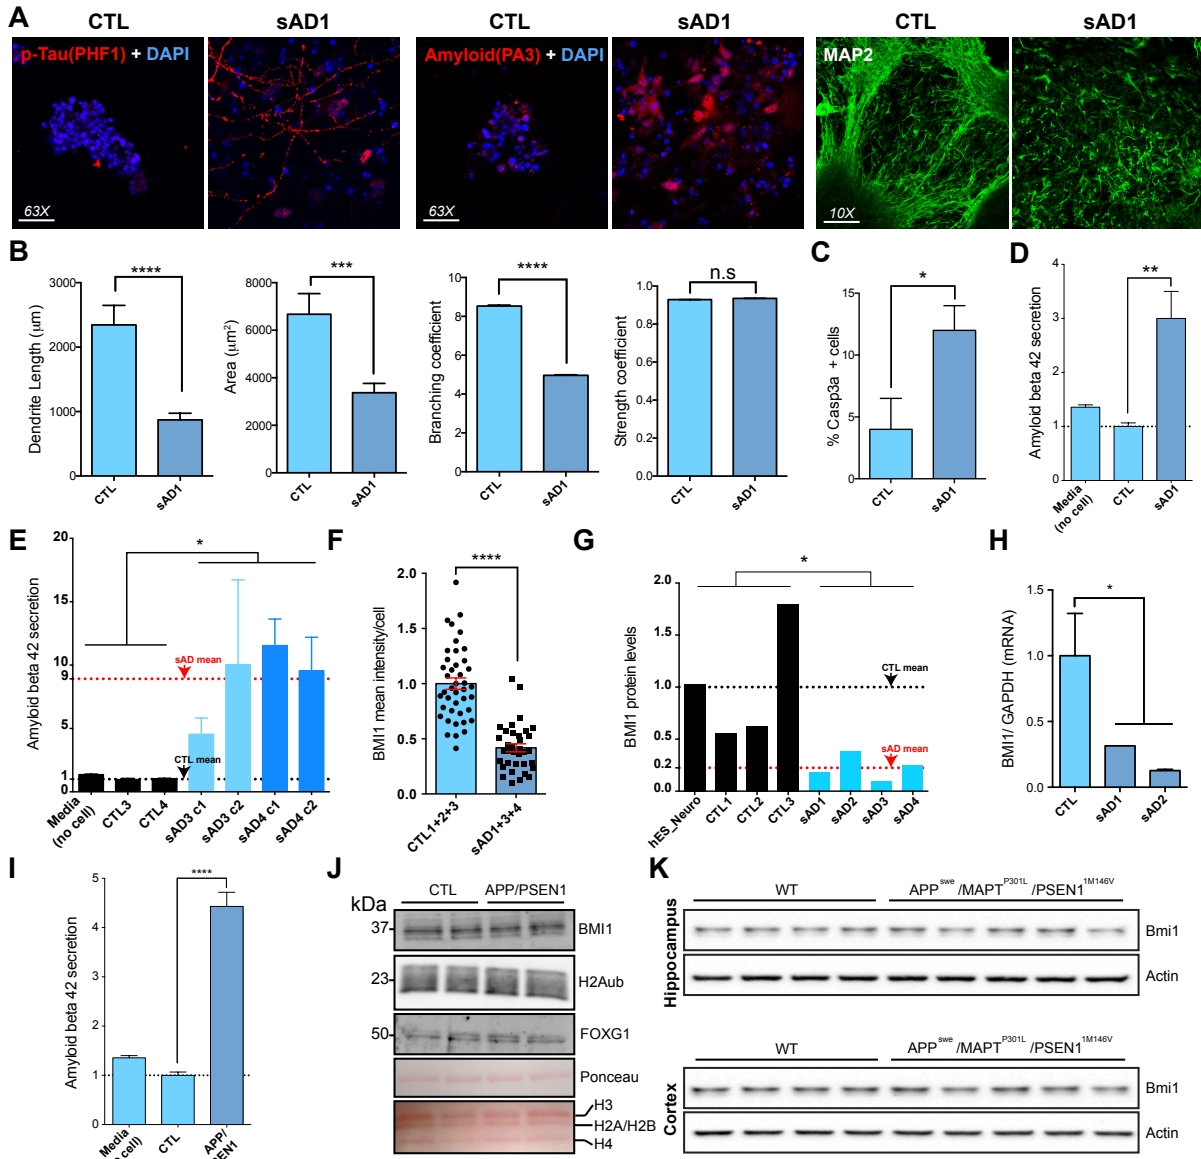 A
CTL
sAD1
CTL
sAD1
CTL
sAD1
p-Tau(PHF1) + DAPI
Amyloid(PA3) + DAPI
MAP2
63X
63X
10X
B
Dendrite Length (μm)
3000
2000
1000
0
****
CTL
sAD1
Area (μm²)
8000
6000
4000
2000
0
***
CTL
sAD1
Branching coefficient
10
8
6
4
2
0
****
CTL
sAD1
Strength coefficient
1.0
0.8
0.6
0.4
0.2
0.0
n.s
CTL
sAD1
C
% Casp3a + cells
15
10
5
0
*
CTL
sAD1
D
Amyloid beta 42 secretion
4
3
2
1
0
**
Media
(no cell)
CTL
sAD1
E
Amyloid beta 42 secretion
20
15
10
9
5
1
0
*
sAD mean
CTL mean
Media
(no cell)
CTL3
CTL4
sAD3 c1
sAD3 c2
sAD4 c1
sAD4 c2
F
BMI1 mean intensity/cell
2.0
1.5
1.0
0.5
0.0
****
CTL1+2+3
sAD1+3+4
G
BMI1 protein levels
2.0
1.5
1.0
0.5
0.2
0.0
*
CTL mean
sAD mean
hES_Neuro
CTL1
CTL2
CTL3
sAD1
sAD2
sAD3
sAD4
H
BMI1/ GAPDH (mRNA)
1.5
1.0
0.5
0.0
*
CTL
sAD1
sAD2
I
Amyloid beta 42 secretion
5
4
3
2
1
0
****
Media
o cell)
CTL
APP/
SEN1
J
CTL
APP/PSEN1
kDa
37
BMI1
23
H2Aub
50
FOXG1
Ponceau
H3
H2A/H2B
H4
K
Hippocampus
WT
APP^swe/MAPT^P301L/PSEN1^1M146V
Bmi1
Actin
Cortex
WT
APP^swe/MAPT^P301L/PSEN1^1M146V
Bmi1
Actin